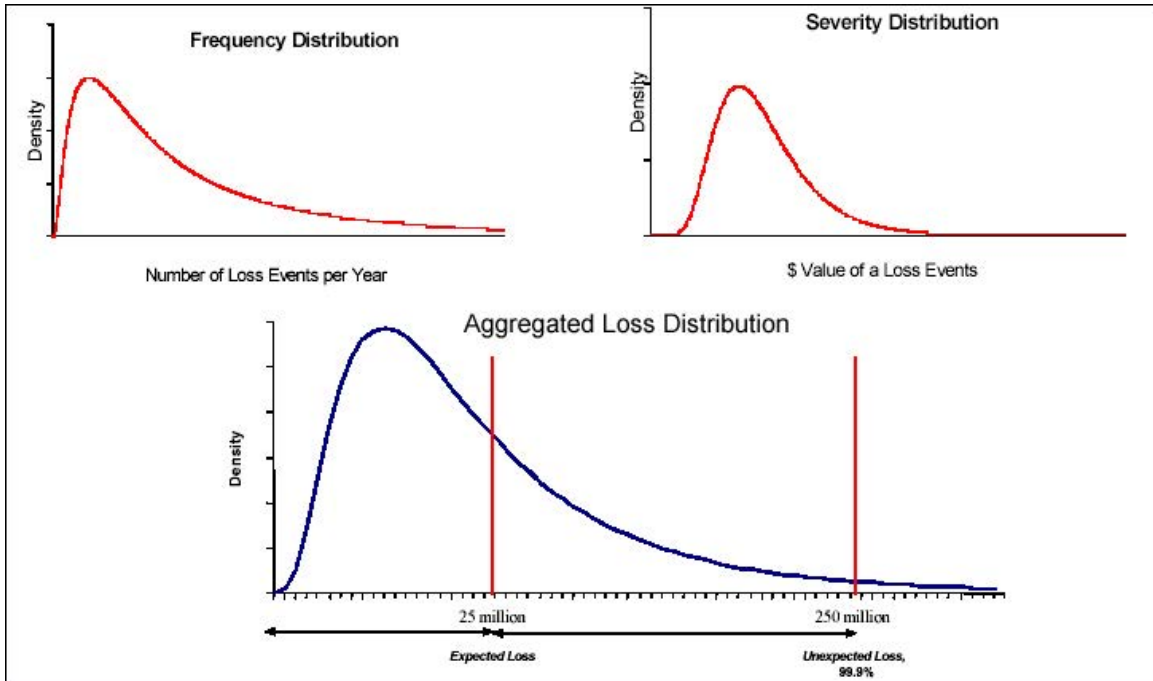 Frequency Distribution
Density
Number of Loss Events per Year
Severity Distribution
Density
$ Value of a Loss Events
Aggregated Loss Distribution
Density
25 million
250 million
Expected Loss
Unexpected Loss,
99.9%